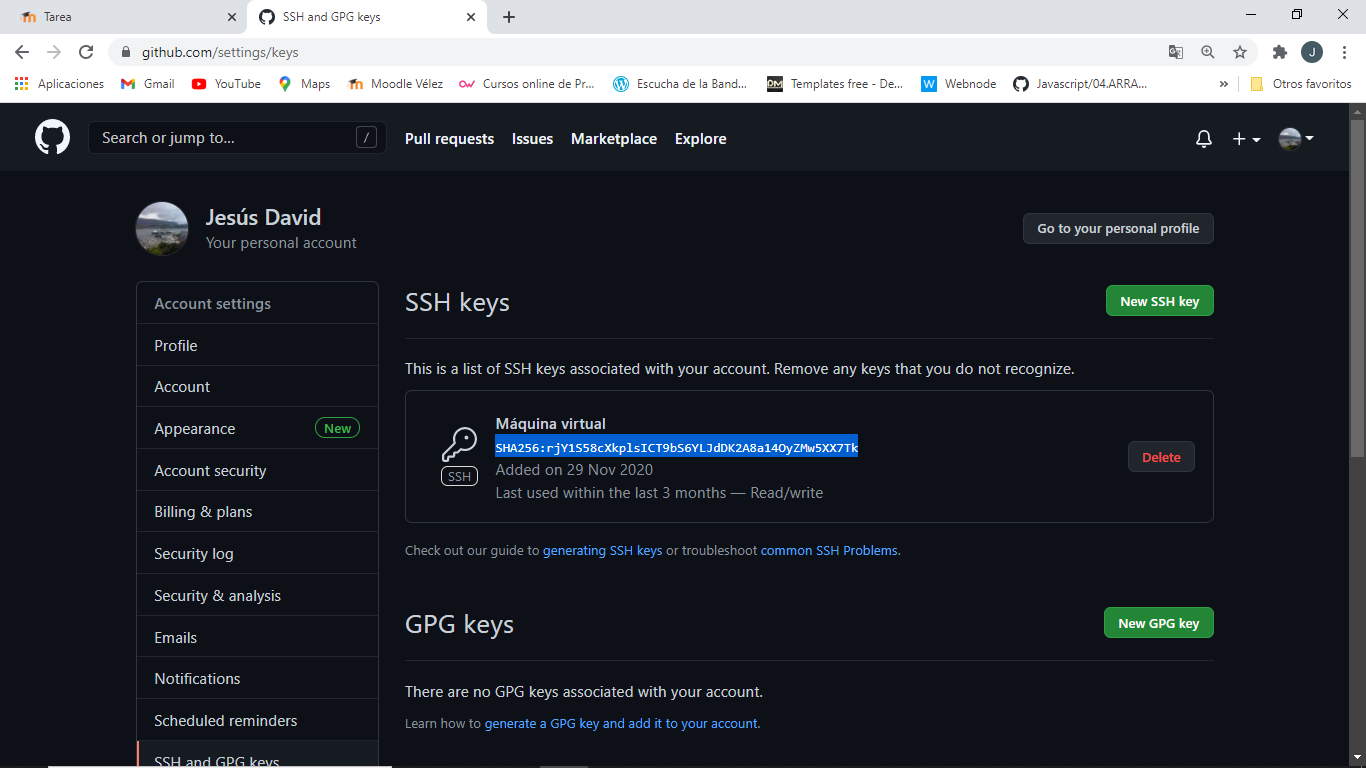 Tarea
SSH and GPG keys
github.com/settings/keys
J
Aplicaciones
Gmail
YouTube
Maps
Moodle Vélez
Cursos online de Pr...
Escucha de la Band...
DM
Templates free - De...
W
Webnode
Javascript/04.ARRA...
»
Otros favoritos
Search or jump to...
/
Pull requests
Issues
Marketplace
Explore
Jesús David
Your personal account
Go to your personal profile
Account settings
Profile
Account
Appearance
New
Account security
Billing & plans
Security log
Security & analysis
Emails
Notifications
Scheduled reminders
SSH and GPG keys
SSH keys
New SSH key
This is a list of SSH keys associated with your account. Remove any keys that you do not recognize.
Máquina virtual
SHA256:rjY1S58cXkplsICT9bS6YLJdDK2A8a14OyZMw5XX7Tk
SSH
Added on 29 Nov 2020
Last used within the last 3 months — Read/write
Delete
Check out our guide to generating SSH keys or troubleshoot common SSH Problems.
GPG keys
New GPG key
There are no GPG keys associated with your account.
Learn how to generate a GPG key and add it to your account.